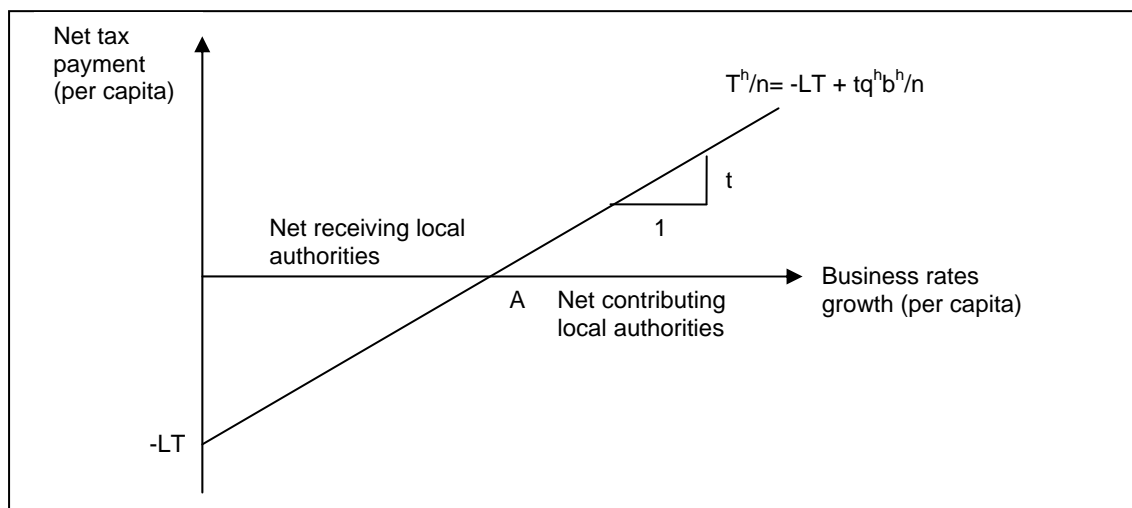 Net tax
payment
(per capita)
T^h/n= -LT + tq^h b^h/n
t
1
Net receiving local
authorities
A
Net contributing
local authorities
Business rates
growth (per capita)
-LT